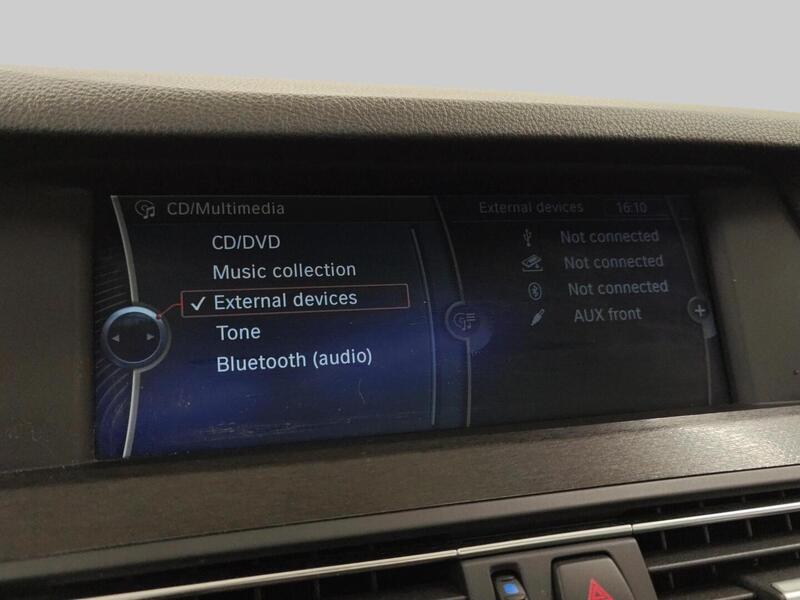 CD/Multimedia
CD/DVD
Music collection
External devices
Tone
Bluetooth (audio)
External devices 16:10
Not connected
Not connected
Not connected
AUX front